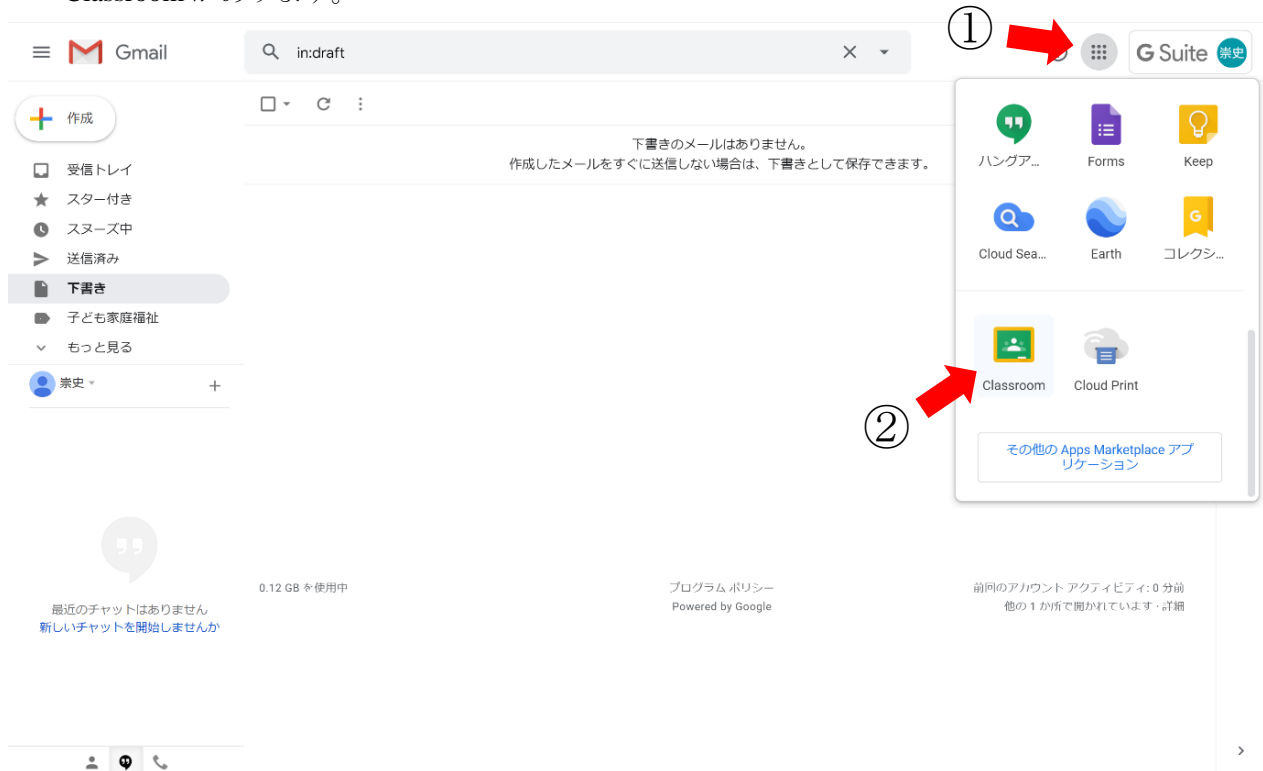 Classroom
①
Gmail
in:draft
G Suite
崇史
作成
下書きのメールはありません。
作成したメールをすぐに送信しない場合は、下書きとして保存できます。
受信トレイ
スター付き
スヌーズ中
送信済み
下書き
子ども家庭福祉
もっと見る
崇史
ハングア...
Forms
Keep
Cloud Sea...
Earth
G
コレクシ...
Classroom
Cloud Print
②
その他の Apps Marketplace アプ
リケーション
最近のチャットはありません
新しいチャットを開始しませんか
0.12 GB を使用中
プログラム ポリシー
Powered by Google
前回のアカウント アクティビティ: 0 分前
他の 1 か所で開かれています · 詳細